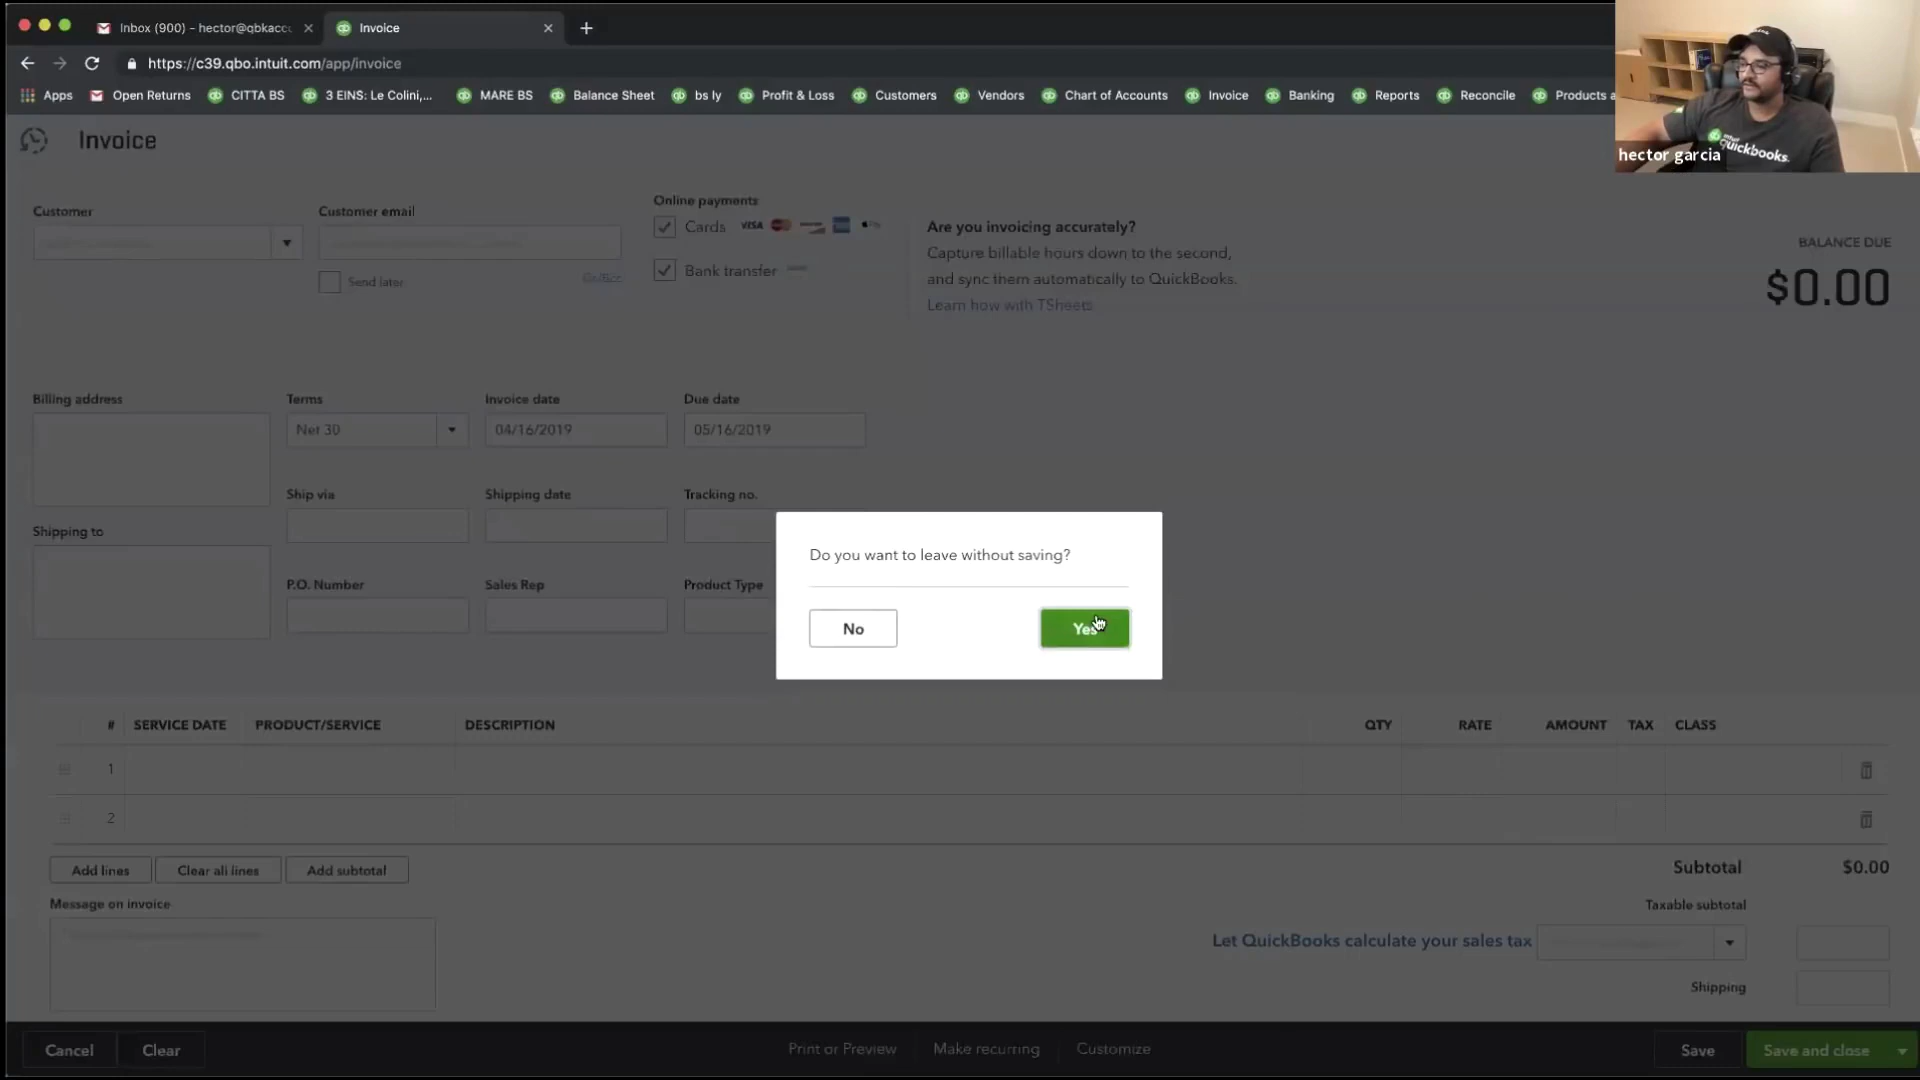 Inbox (900) - hector@qbkacc
Invoice
https://c39.qbo.intuit.com/app/invoice
Apps
Open Returns
CITTA BS
3 EINS: Le Colini,...
MARE BS
Balance Sheet
bs ly
Profit & Loss
Customers
Vendors
Chart of Accounts
Invoice
Banking
Reports
Reconcile
Products a
intuit
quickbooks.
hector garcia
Invoice
Customer
Customer email
Send later
Cc/Bcc
Online payments
Cards
VISA
Bank transfer
Are you invoicing accurately?
Capture billable hours down to the second,
and sync them automatically to QuickBooks.
Learn how with TSheets
BALANCE DUE
$0.00
Billing address
Terms
Net 30
Invoice date
04/16/2019
Due date
05/16/2019
Ship via
Shipping date
Tracking no.
Shipping to
P.O. Number
Sales Rep
Product Type
Do you want to leave without saving?
No
Yes
# SERVICE DATE PRODUCT/SERVICE DESCRIPTION QTY RATE AMOUNT TAX CLASS
1
2
Add lines
Clear all lines
Add subtotal
Subtotal $0.00
Message on invoice
Taxable subtotal
Let QuickBooks calculate your sales tax
Shipping
Cancel
Clear
Print or Preview
Make recurring
Customize
Save
Save and close